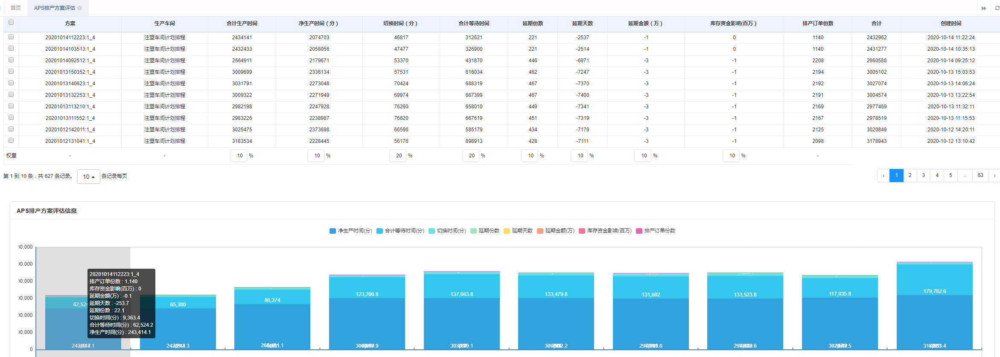 首页 APS排产方案评估
方案 生产车间 合计生产时间 净生产时间（分） 切换时间（分） 合计等待时间 延期份数 延期天数 延期金额（万） 库存资金影响(百万） 排产订单份数 合计 创建时间
20201014112223:1_4 注塑车间计划排程 2434141 2074703 46817 312621 221 -2537 -1 0 1140 2432962 2020-10-14 11:22:24
20201014103513:1_4 注塑车间计划排程 2432433 2058056 47477 326900 221 -2514 -1 0 1140 2431277 2020-10-14 10:35:13
20201014092512:1_4 注塑车间计划排程 2664911 2179671 53370 431870 446 -6971 -3 -1 2208 2660588 2020-10-14 09:25:12
20201013150352:1_4 注塑车间计划排程 3009699 2336134 57531 616034 462 -7247 -3 -1 2194 3005102 2020-10-13 15:03:53
20201013140623:1_4 注塑车间计划排程 3031791 2273048 70424 688319 467 -7370 -3 -1 2192 3027074 2020-10-13 14:06:24
20201013132253:1_4 注塑车间计划排程 3009322 2271949 69974 667399 467 -7400 -3 -1 2191 3004574 2020-10-13 13:22:54
20201013113210:1_4 注塑车间计划排程 2982198 2247928 76260 658010 449 -7341 -3 -1 2169 2977469 2020-10-13 11:32:11
20201013111552:1_4 注塑车间计划排程 2983226 2238987 76620 667619 451 -7319 -3 -1 2167 2978519 2020-10-13 11:15:53
20201012142011:1_4 注塑车间计划排程 3025475 2373698 66598 585179 434 -7179 -3 -1 2125 3020849 2020-10-12 14:20:11
20201012131041:1_4 注塑车间计划排程 3183534 2228445 56176 898913 428 -7111 -3 -1 2098 3178943 2020-10-12 13:10:42
权重 - - 10 % 10 % 20 % 20 % 10 % 10 % 10 % 10 % -
第 1 到 10 条，共 627 条记录。 10 条记录每页 ‹ 1 2 3 4 5 ... 63 ›
APS排产方案评估信息
净生产时间(分) 合计等待时间(分) 切换时间(分) 延期份数 延期天数 延期金额(万) 库存资金影响(百万) 排产订单份数
00,000
00,000
00,000
00,000
00,000
00,000
0
20201014112223:1_4
排产订单份数 : 1,140
库存资金影响(百万) : 0
延期金额(万) : -0.1
延期天数 : -253.7
延期份数 : 22.1
切换时间(分) : 9,363.4
合计等待时间(分) : 62,524.2
净生产时间(分) : 243,414.1
62,524 65,380 86,374 123,206.8 137,663.8 133,479.8 131,602 133,523.8 117,035.8 179,782.6